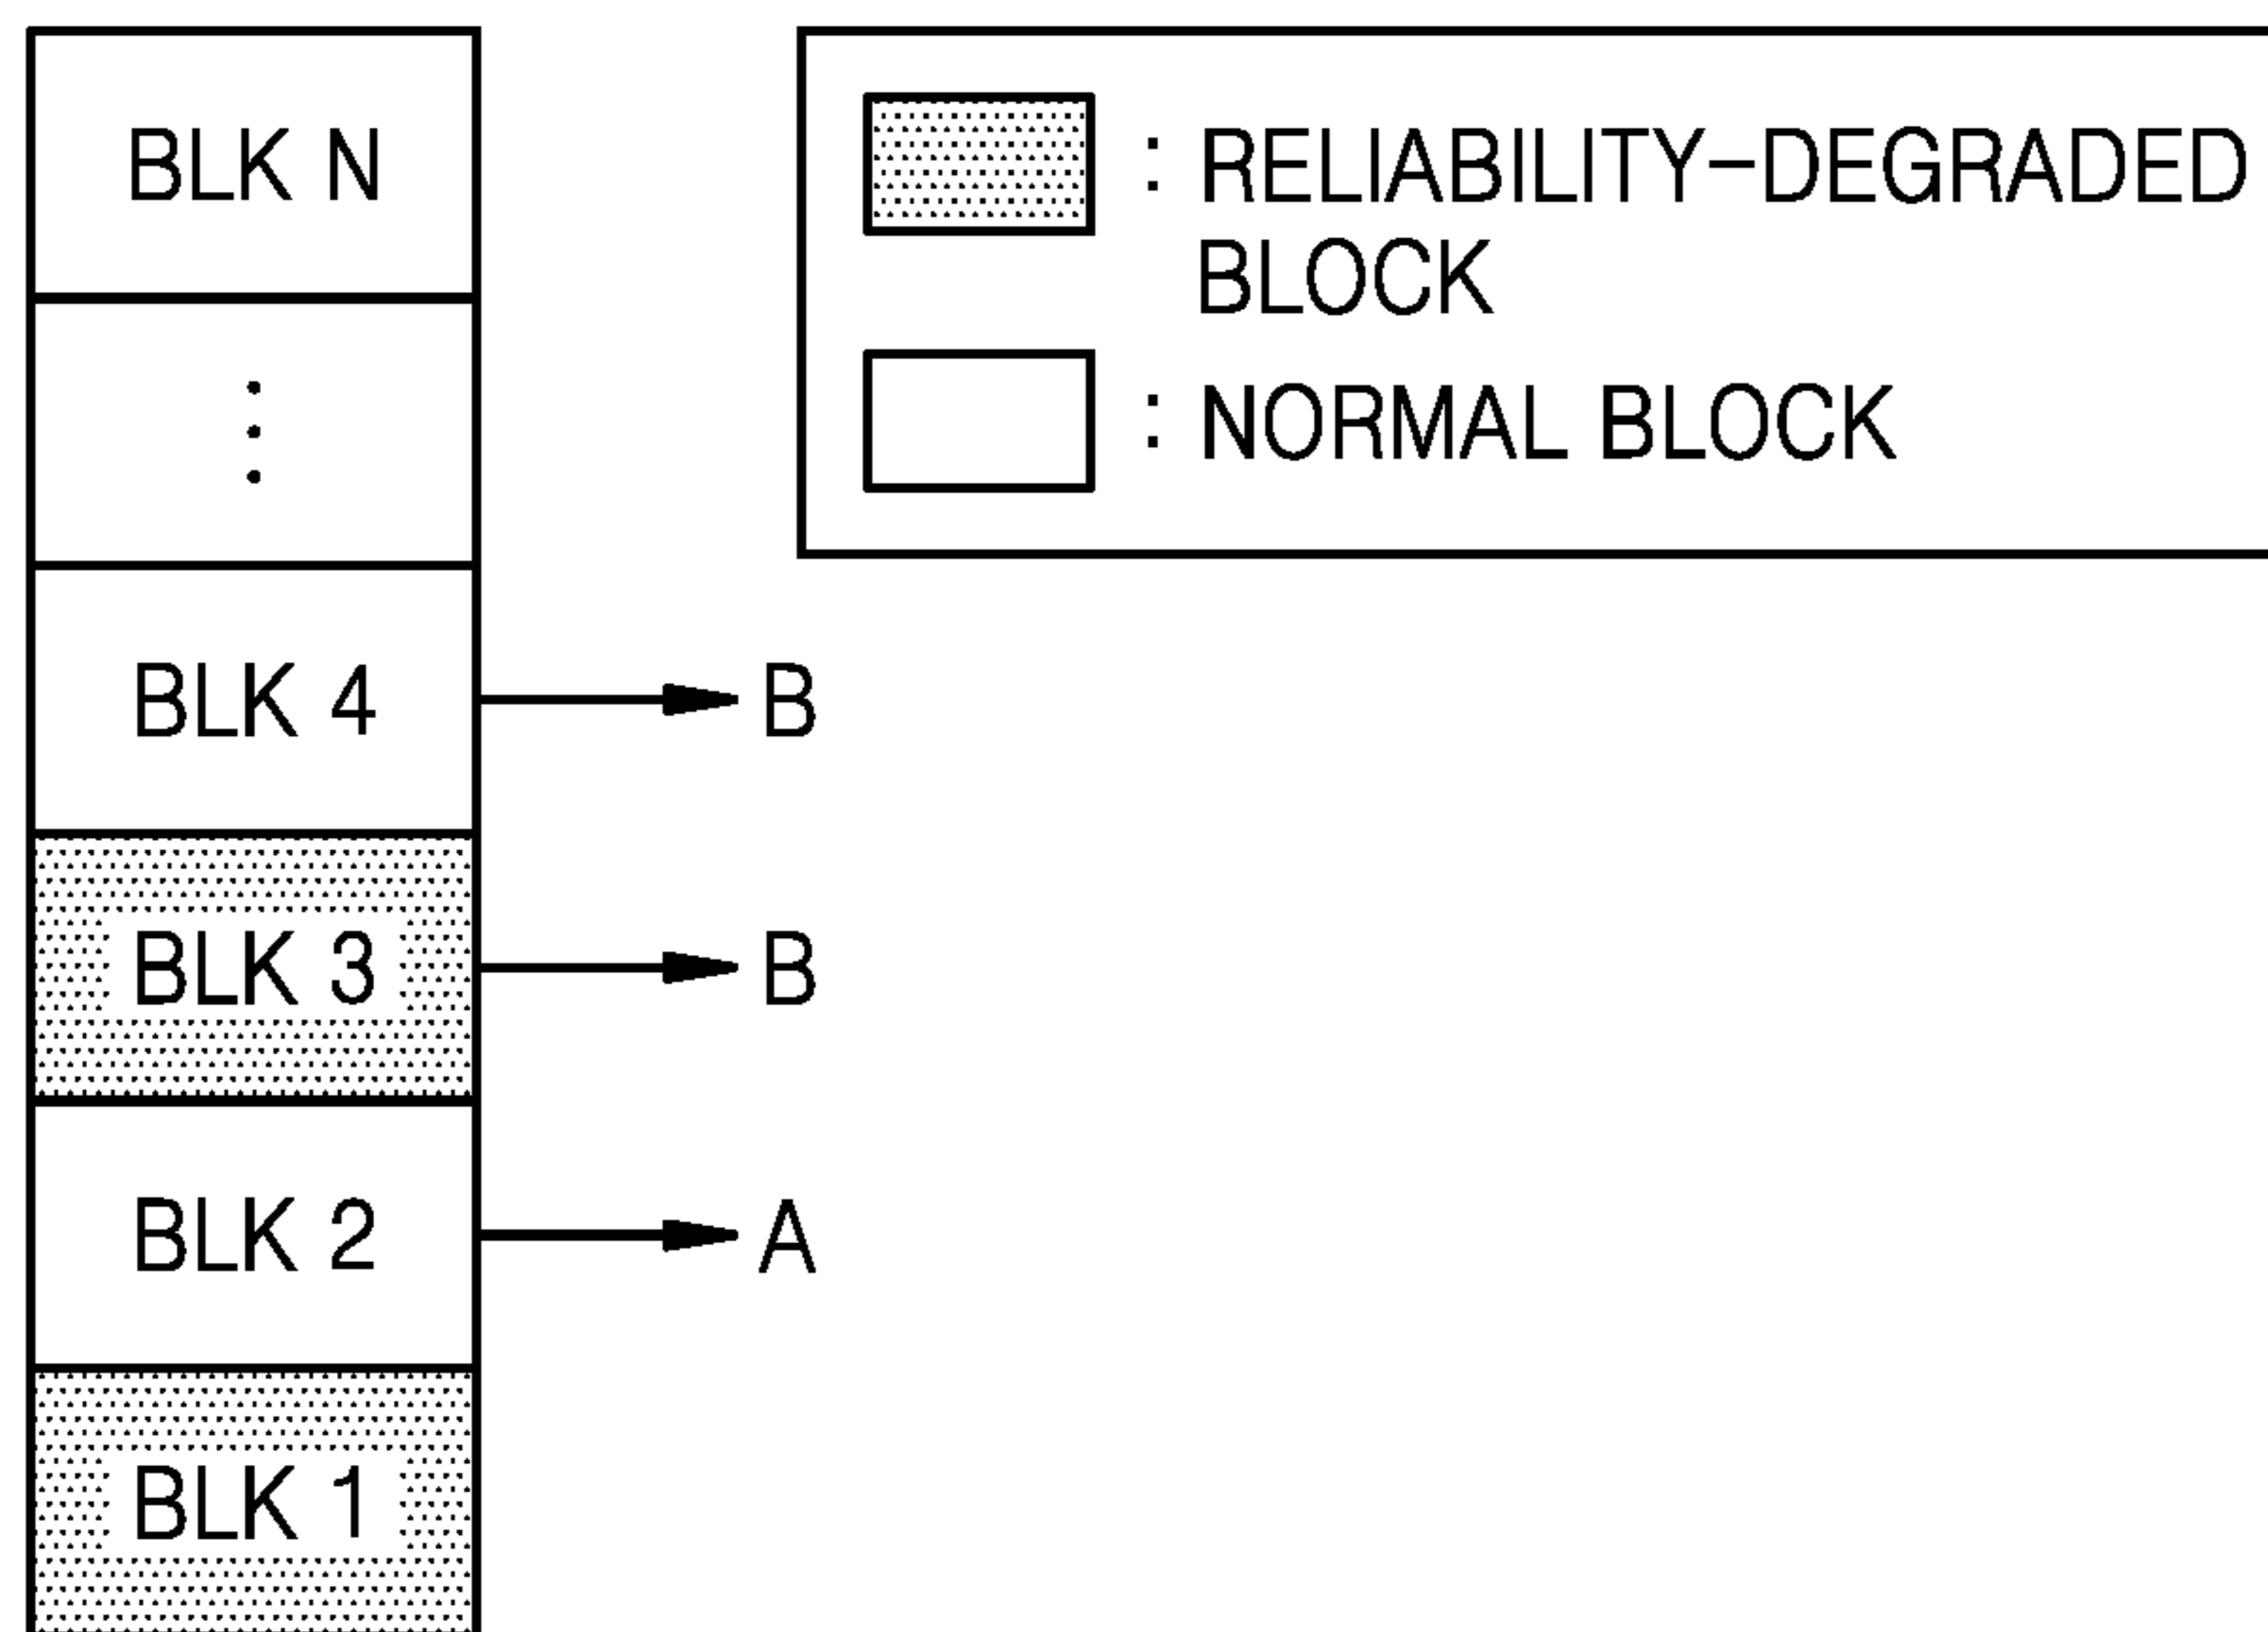 BLK N
: RELIABILITY-DEGRADED
BLOCK
: NORMAL BLOCK
BLK 4
B
BLK 3
B
BLK 2
A
BLK 1